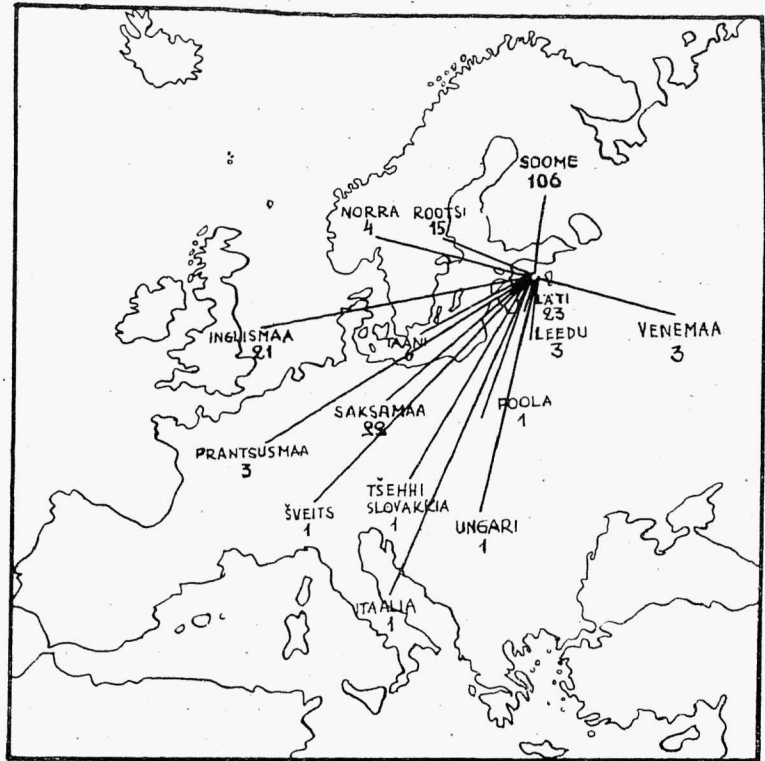 SOOME
106
NORRA
4
ROOTSI
15
LÄTI
23
LEEDU
3
VENEMAA
3
INGLISMAA
21
TAANI
SAKSAMAA
22
POOLA
1
PRANTSUSMAA
3
ŠVEITS
1
TŠEHHI
SLOVAKKIA
1
UNGARI
1
ITAALIA
1